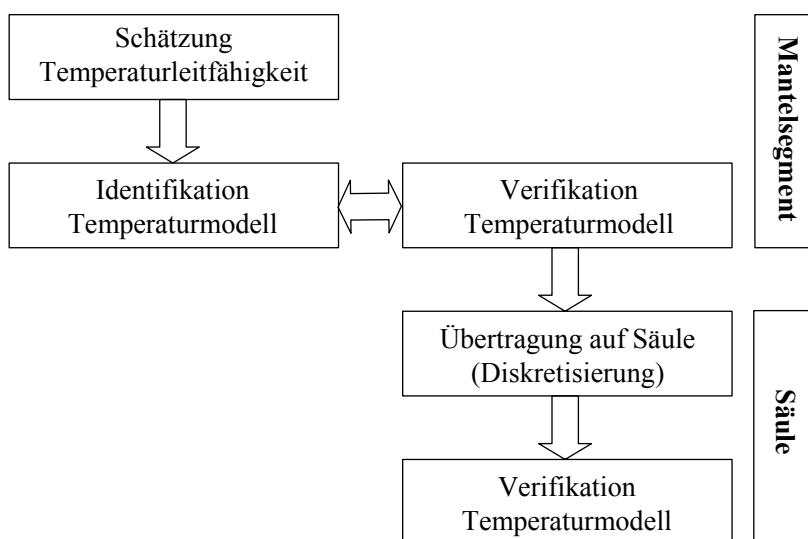 Schätzung
Temperaturleitfähigkeit
Identifikation
Temperaturmodell
Verifikation
Temperaturmodell
Mantelsegment
Übertragung auf Säule
(Diskretisierung)
Verifikation
Temperaturmodell
Säule